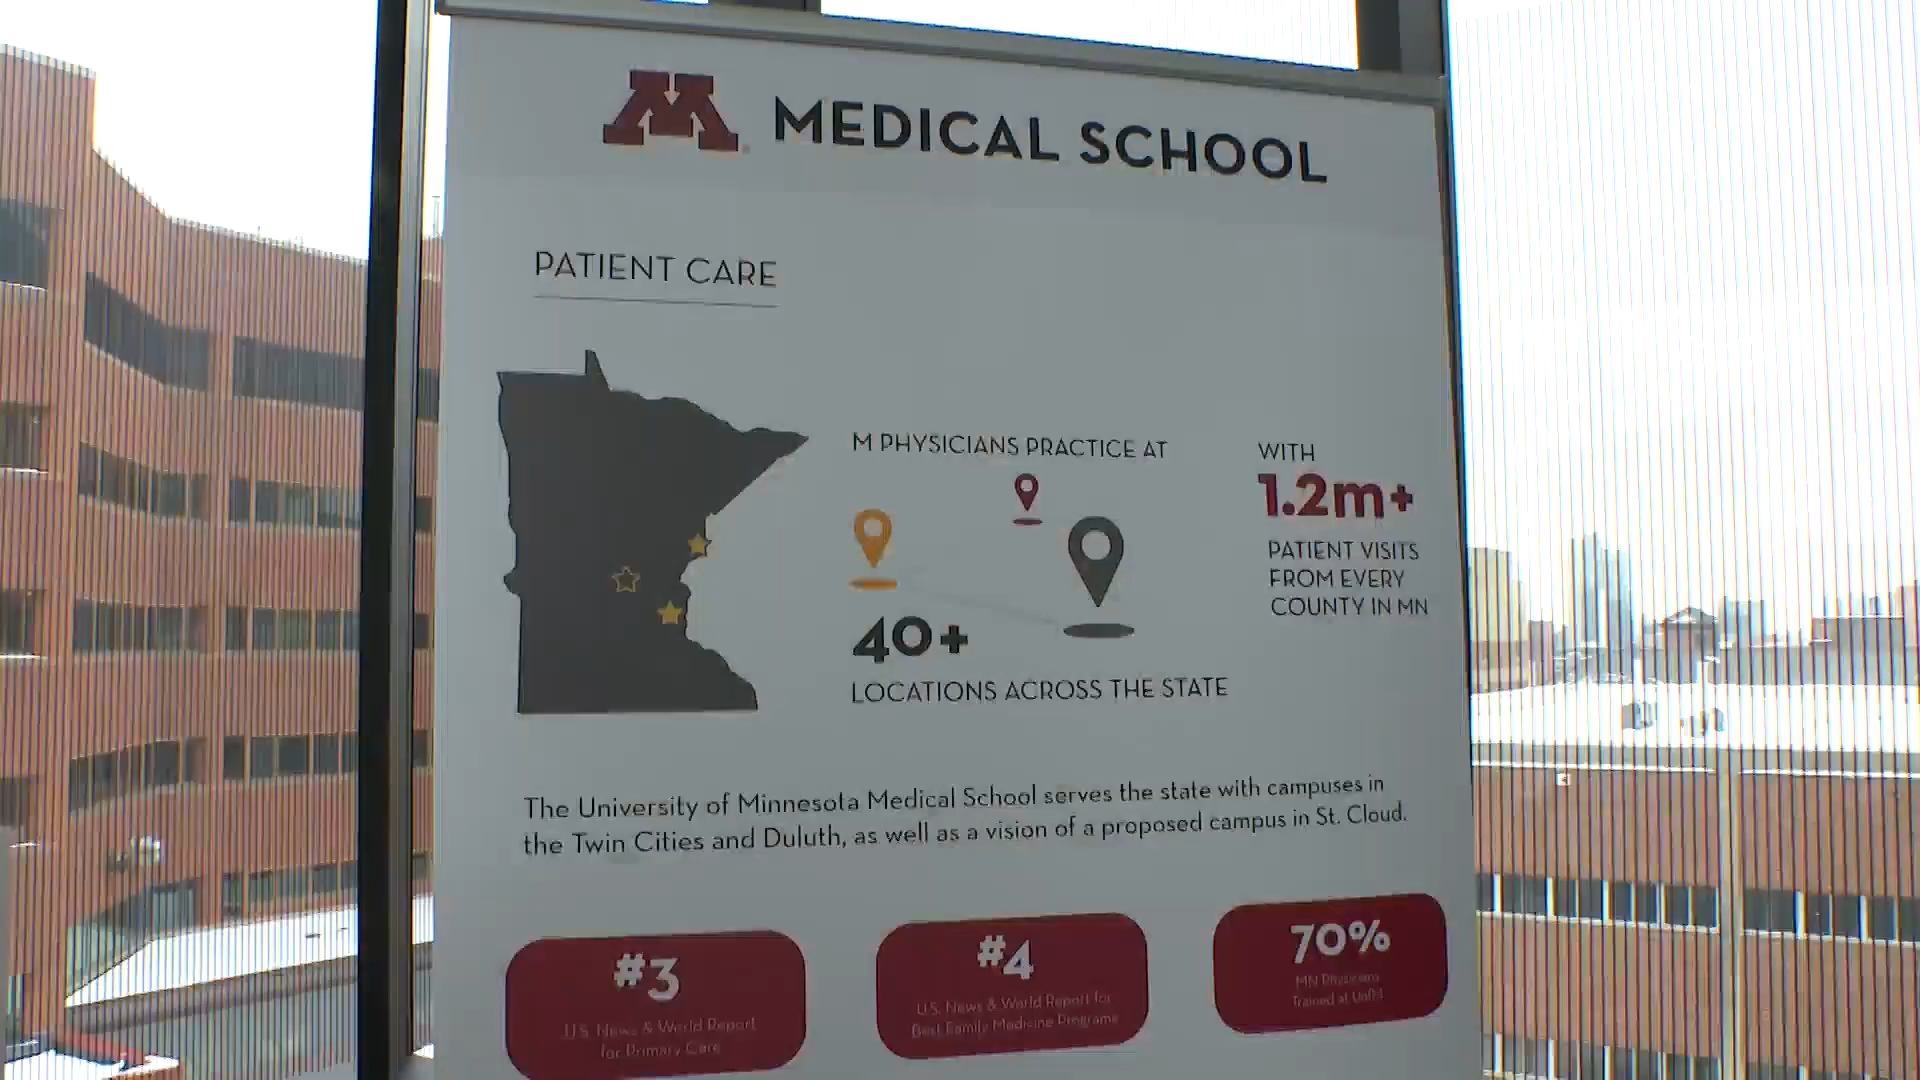 M MEDICAL SCHOOL
PATIENT CARE
M PHYSICIANS PRACTICE AT
40+
LOCATIONS ACROSS THE STATE
WITH
1.2m+
PATIENT VISITS
FROM EVERY
COUNTY IN MN
The University of Minnesota Medical School serves the state with campuses in
the Twin Cities and Duluth, as well as a vision of a proposed campus in St. Cloud.
#3
U.S. News & World Report
for Primary Care
#4
U.S. News & World Report for
Best Family Medicine Programs
70%
MN Physicians
Trained at UofM